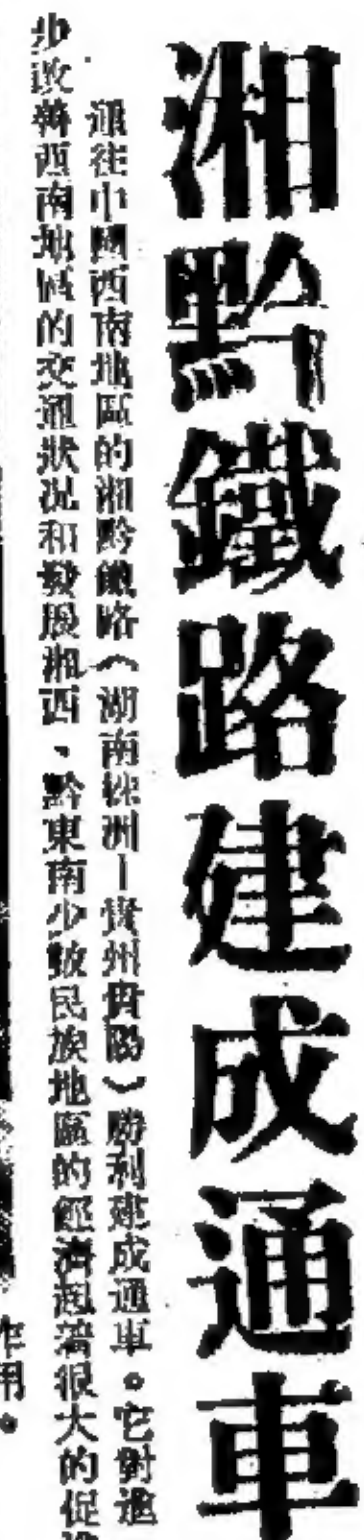 湘黔鐵路建成通車
通往中國西南地區的湘黔鐵路(湖南株洲—貴州貴陽)勝利建成通車。它對進
步改善西南地區的交通狀況和發展湘西、黔東南少數民族地區的經濟起着很大的促進
作用。